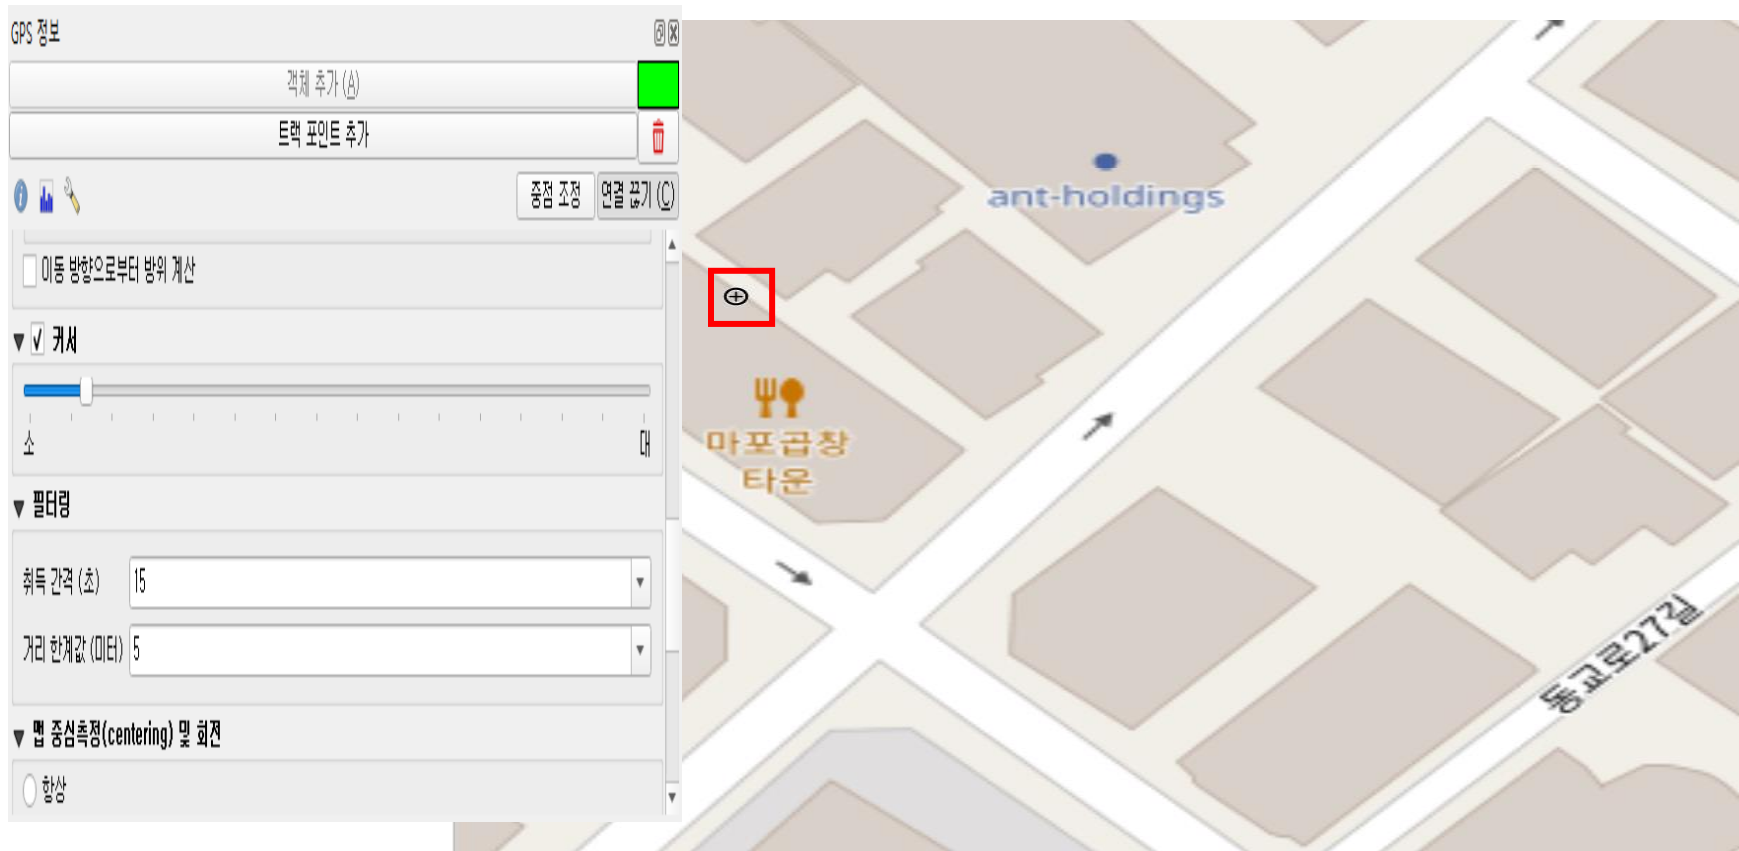 GPS 정보
객체 추가 (A)
트랙 포인트 추가
중점 조정
연결 끊기 (C)
이동 방향으로부터 방위 계산
커서
소
대
필터링
취득 간격 (초)
15
거리 한계값 (미터)
5
맵 중심측정(centering) 및 회전
항상
ant-holdings
마포곱창
타운
동교로27길